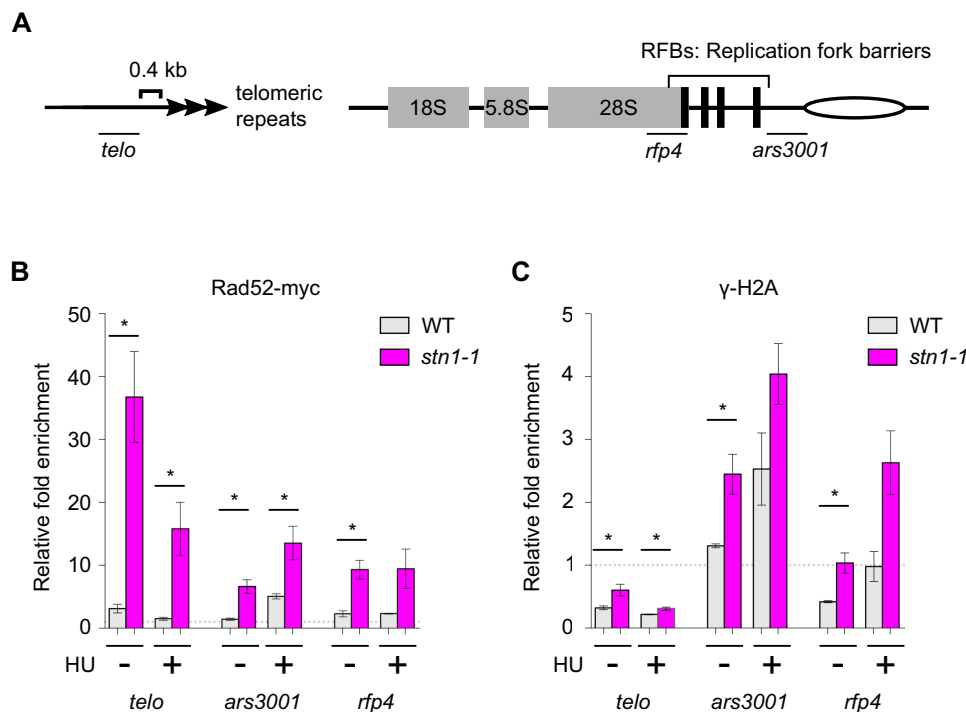 A
RFBs: Replication fork barriers
0.4 kb
telomeric
repeats
18S
5.8S
28S
telo
rfp4
ars3001
B
Rad52-myc
Relative fold enrichment
50
40
30
20
10
0
WT
stn1-1
* * * * *
HU - + - + - +
telo ars3001 rfp4
C
γ-H2A
Relative fold enrichment
5
4
3
2
1
0
WT
stn1-1
* * * *
HU - + - + - +
telo ars3001 rfp4